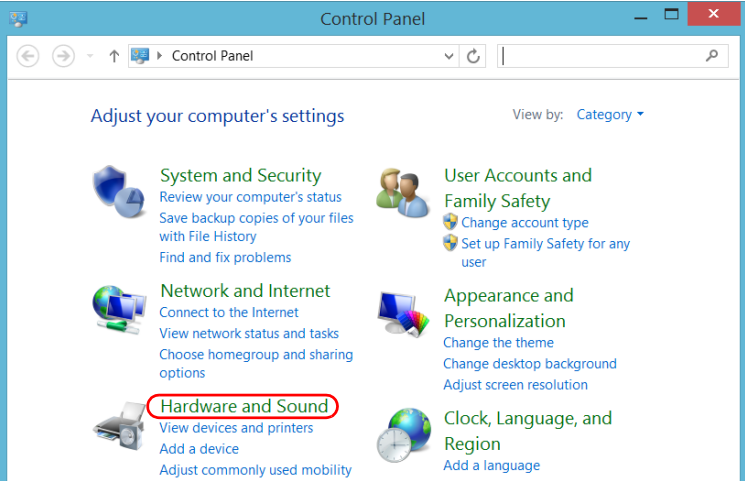 Control Panel
Control Panel
Adjust your computer's settings
View by: Category
System and Security
Review your computer's status
Save backup copies of your files
with File History
Find and fix problems
Network and Internet
Connect to the Internet
View network status and tasks
Choose homegroup and sharing
options
Hardware and Sound
View devices and printers
Add a device
Adjust commonly used mobility
User Accounts and
Family Safety
Change account type
Set up Family Safety for any
user
Appearance and
Personalization
Change the theme
Change desktop background
Adjust screen resolution
Clock, Language, and
Region
Add a language